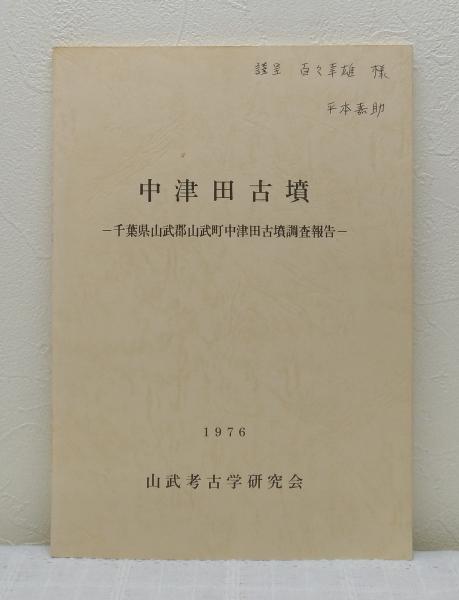 謹呈 百々幸雄 様
平本嘉助
中津田古墳
－千葉県山武郡山武町中津田古墳調査報告－
1976
山武考古学研究会